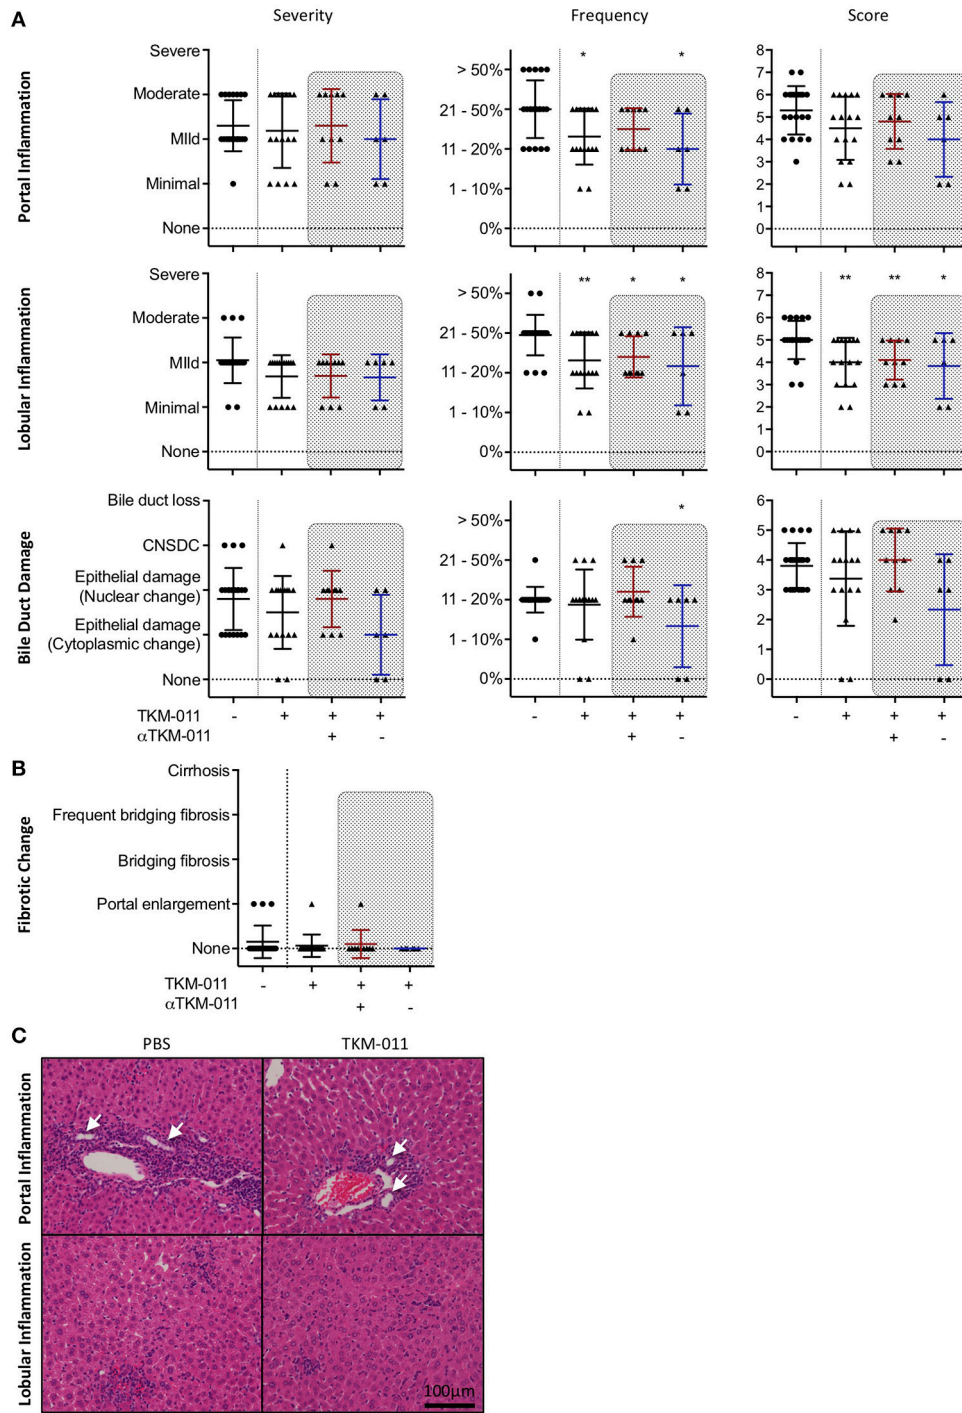 A
Severity
Frequency
Score
Portal Inflammation
Severe
Moderate
MIld
Minimal
None
> 50%
21 - 50%
11 - 20%
1 - 10%
0%
8
7
6
5
4
3
2
1
0
*
*
Lobular Inflammation
Severe
Moderate
MIld
Minimal
None
> 50%
21 - 50%
11 - 20%
1 - 10%
0%
8
7
6
5
4
3
2
1
0
**
*
*
**
**
*
Bile Duct Damage
Bile duct loss
CNSDC
Epithelial damage
(Nuclear change)
Epithelial damage
(Cytoplasmic change)
None
> 50%
21 - 50%
11 - 20%
1 - 10%
0%
6
5
4
3
2
1
0
*
TKM-011 - + + + - + + + - + + +
αTKM-011 + - + - + -
B
Fibrotic Change
Cirrhosis
Frequent bridging fibrosis
Bridging fibrosis
Portal enlargement
None
TKM-011 - + + +
αTKM-011 + -
C
PBS
TKM-011
Portal Inflammation
Lobular Inflammation
100μm